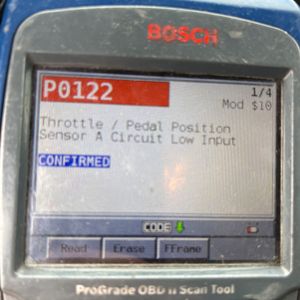 BOSCH
P0122
1/4
Mod $10
Throttle / Pedal Position
Sensor A Circuit Low Input
CONFIRMED
CODE
Read Erase FFrame
ProGrade OBD II Scan Tool